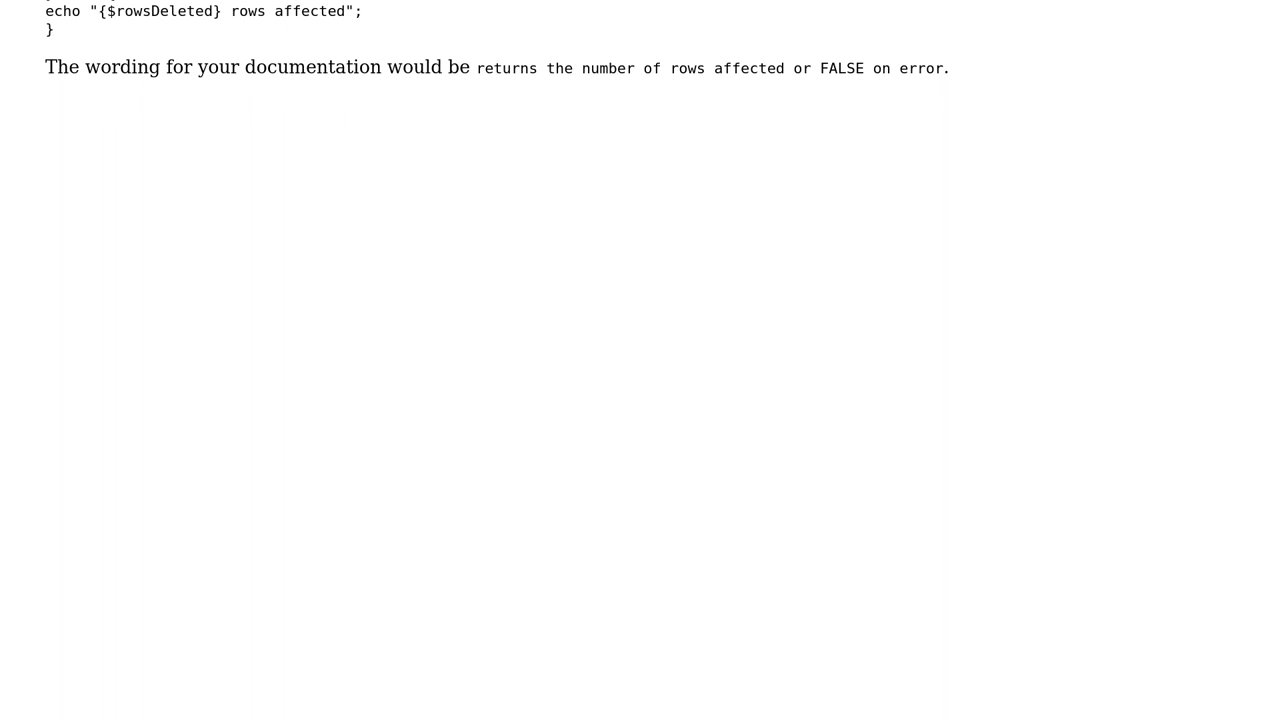 echo "{$rowsDeleted} rows affected";
}
The wording for your documentation would be returns the number of rows affected or FALSE on error.